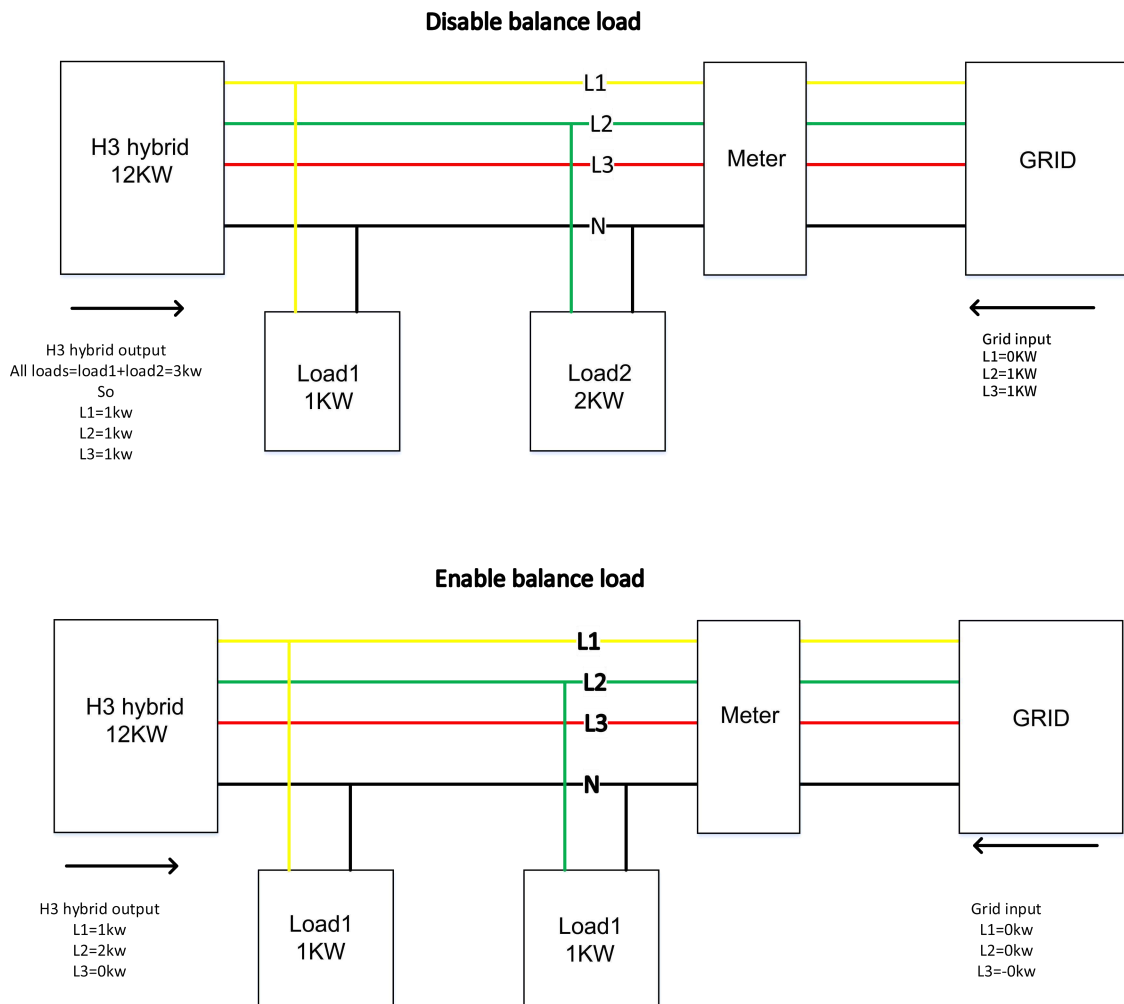 Disable balance load
L1
L2
L3
N
H3 hybrid
12KW
Meter
GRID
H3 hybrid output
All loads=load1+load2=3kw
So
L1=1kw
L2=1kw
L3=1kw
Load1
1KW
Load2
2KW
Grid input
L1=0KW
L2=1KW
L3=1KW
Enable balance load
L1
L2
L3
N
H3 hybrid
12KW
Meter
GRID
H3 hybrid output
L1=1kw
L2=2kw
L3=0kw
Load1
1KW
Load1
1KW
Grid input
L1=0kw
L2=0kw
L3=-0kw